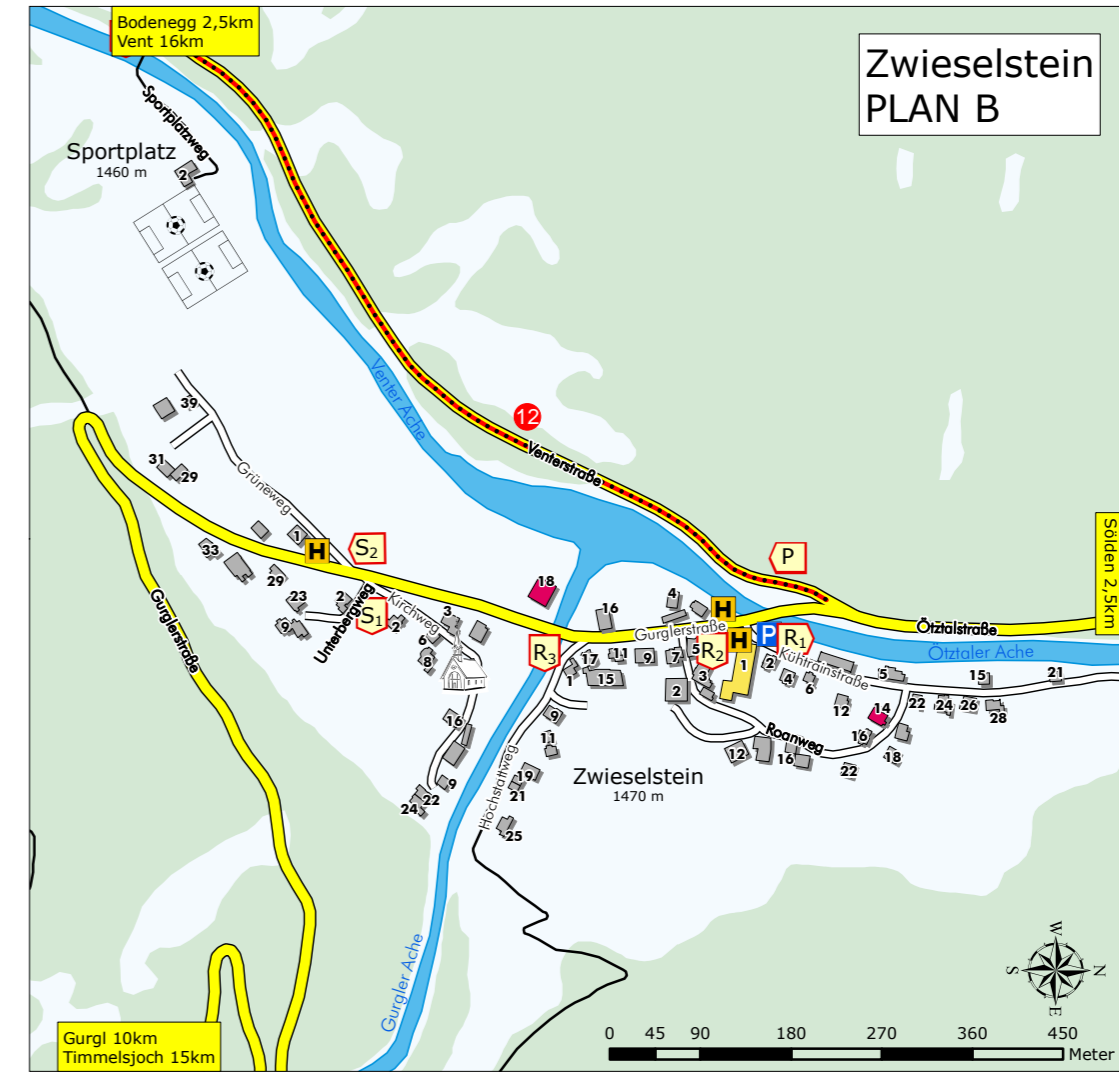 Bodenegg 2,5km
Vent 16km
Zwieselstein
PLAN B
Sportplatzweg
Sportplatz
1460 m
2
Venter Ache
12
Venterstraße
39
Grüneweg
31
29
1
H
S2
33
29
23
9
2
S1
2
Unterbergweg
Kirchweg
3
6
8
16
9
22
24
Gurglerstraße
18
16
R3
1
17
15
11
9
7
5
4
Gurglerstraße
H
H
P
P
R1
R2
3
1
2
2
4
6
Kühtrainstraße
5
12
14
15
21
22
24
26
28
16
18
Roanweg
12
16
22
Ötztalstraße
Ötztaler Ache
Sölden 2,5km
9
11
19
21
25
Höchstattweg
Zwieselstein
1470 m
Gurgler Ache
W
N
S
E
Gurgl 10km
Timmelsjoch 15km
0 45 90 180 270 360 450
Meter